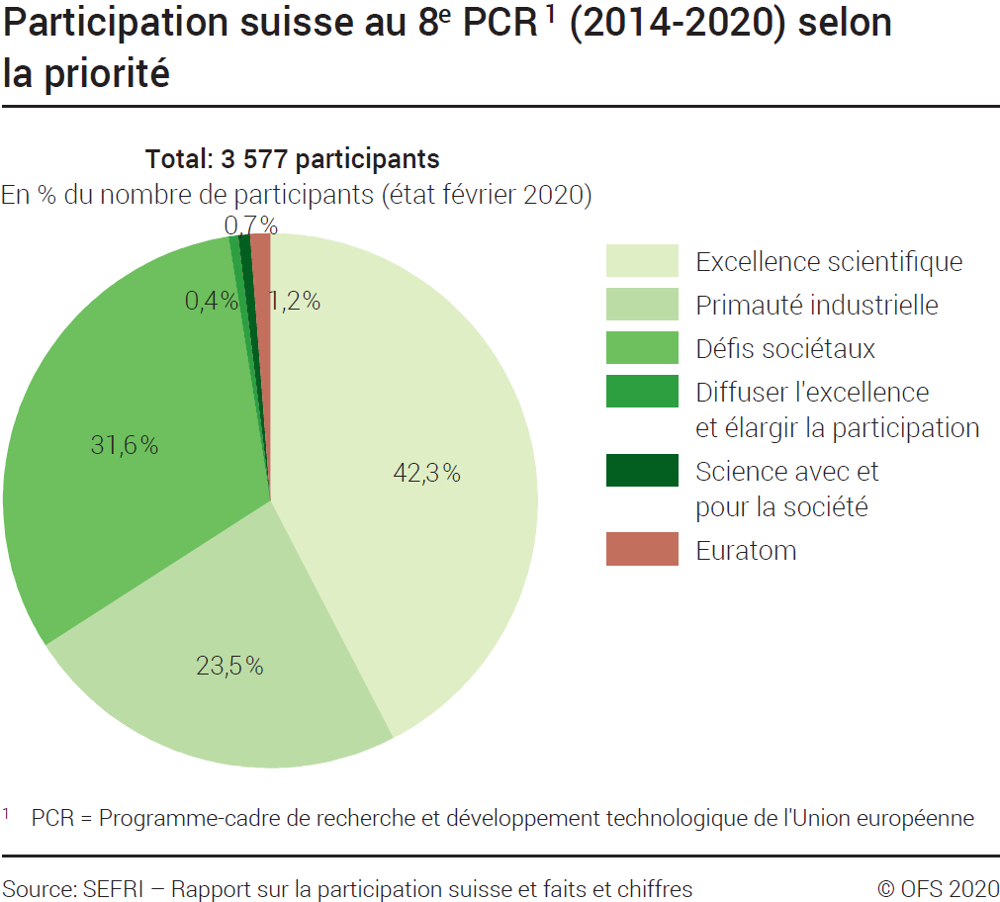 Participation suisse au 8e PCR 1 (2014-2020) selon
la priorité
Total: 3 577 participants
En % du nombre de participants (état février 2020)
0,7%
0,4%
1,2%
31,6%
42,3%
23,5%
Excellence scientifique
Primauté industrielle
Défis sociétaux
Diffuser l'excellence
et élargir la participation
Science avec et
pour la société
Euratom
1 PCR = Programme-cadre de recherche et développement technologique de l'Union européenne
Source: SEFRI – Rapport sur la participation suisse et faits et chiffres
© OFS 2020